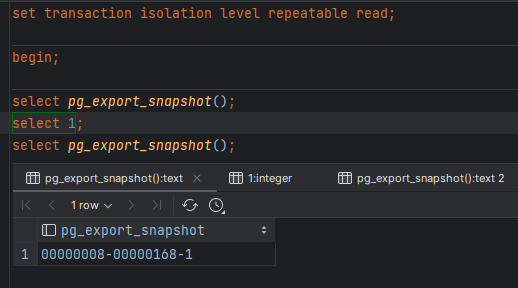 set transaction isolation level repeatable read;
begin;
select pg_export_snapshot();
select 1;
select pg_export_snapshot();
pg_export_snapshot():text 1:integer pg_export_snapshot():text 2
1 row
pg_export_snapshot
1 00000008-00000168-1